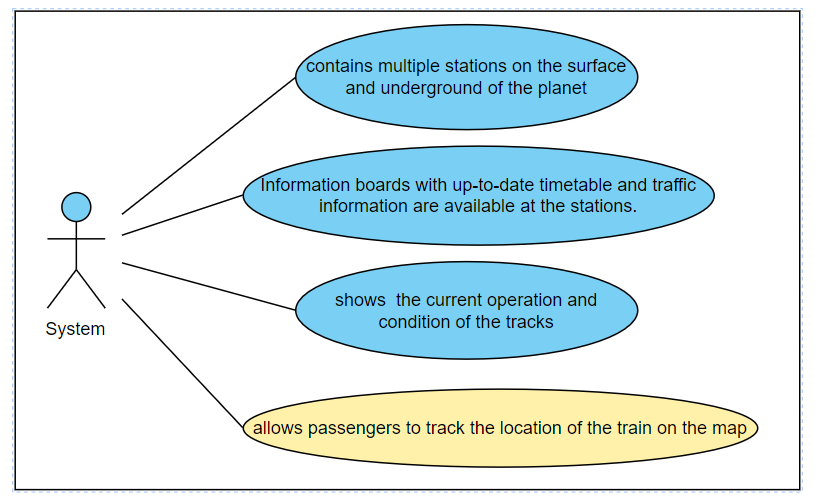 contains multiple stations on the surface
and underground of the planet
Information boards with up-to-date timetable and traffic
information are available at the stations.
shows  the current operation and
condition of the tracks
System
allows passengers to track the location of the train on the map